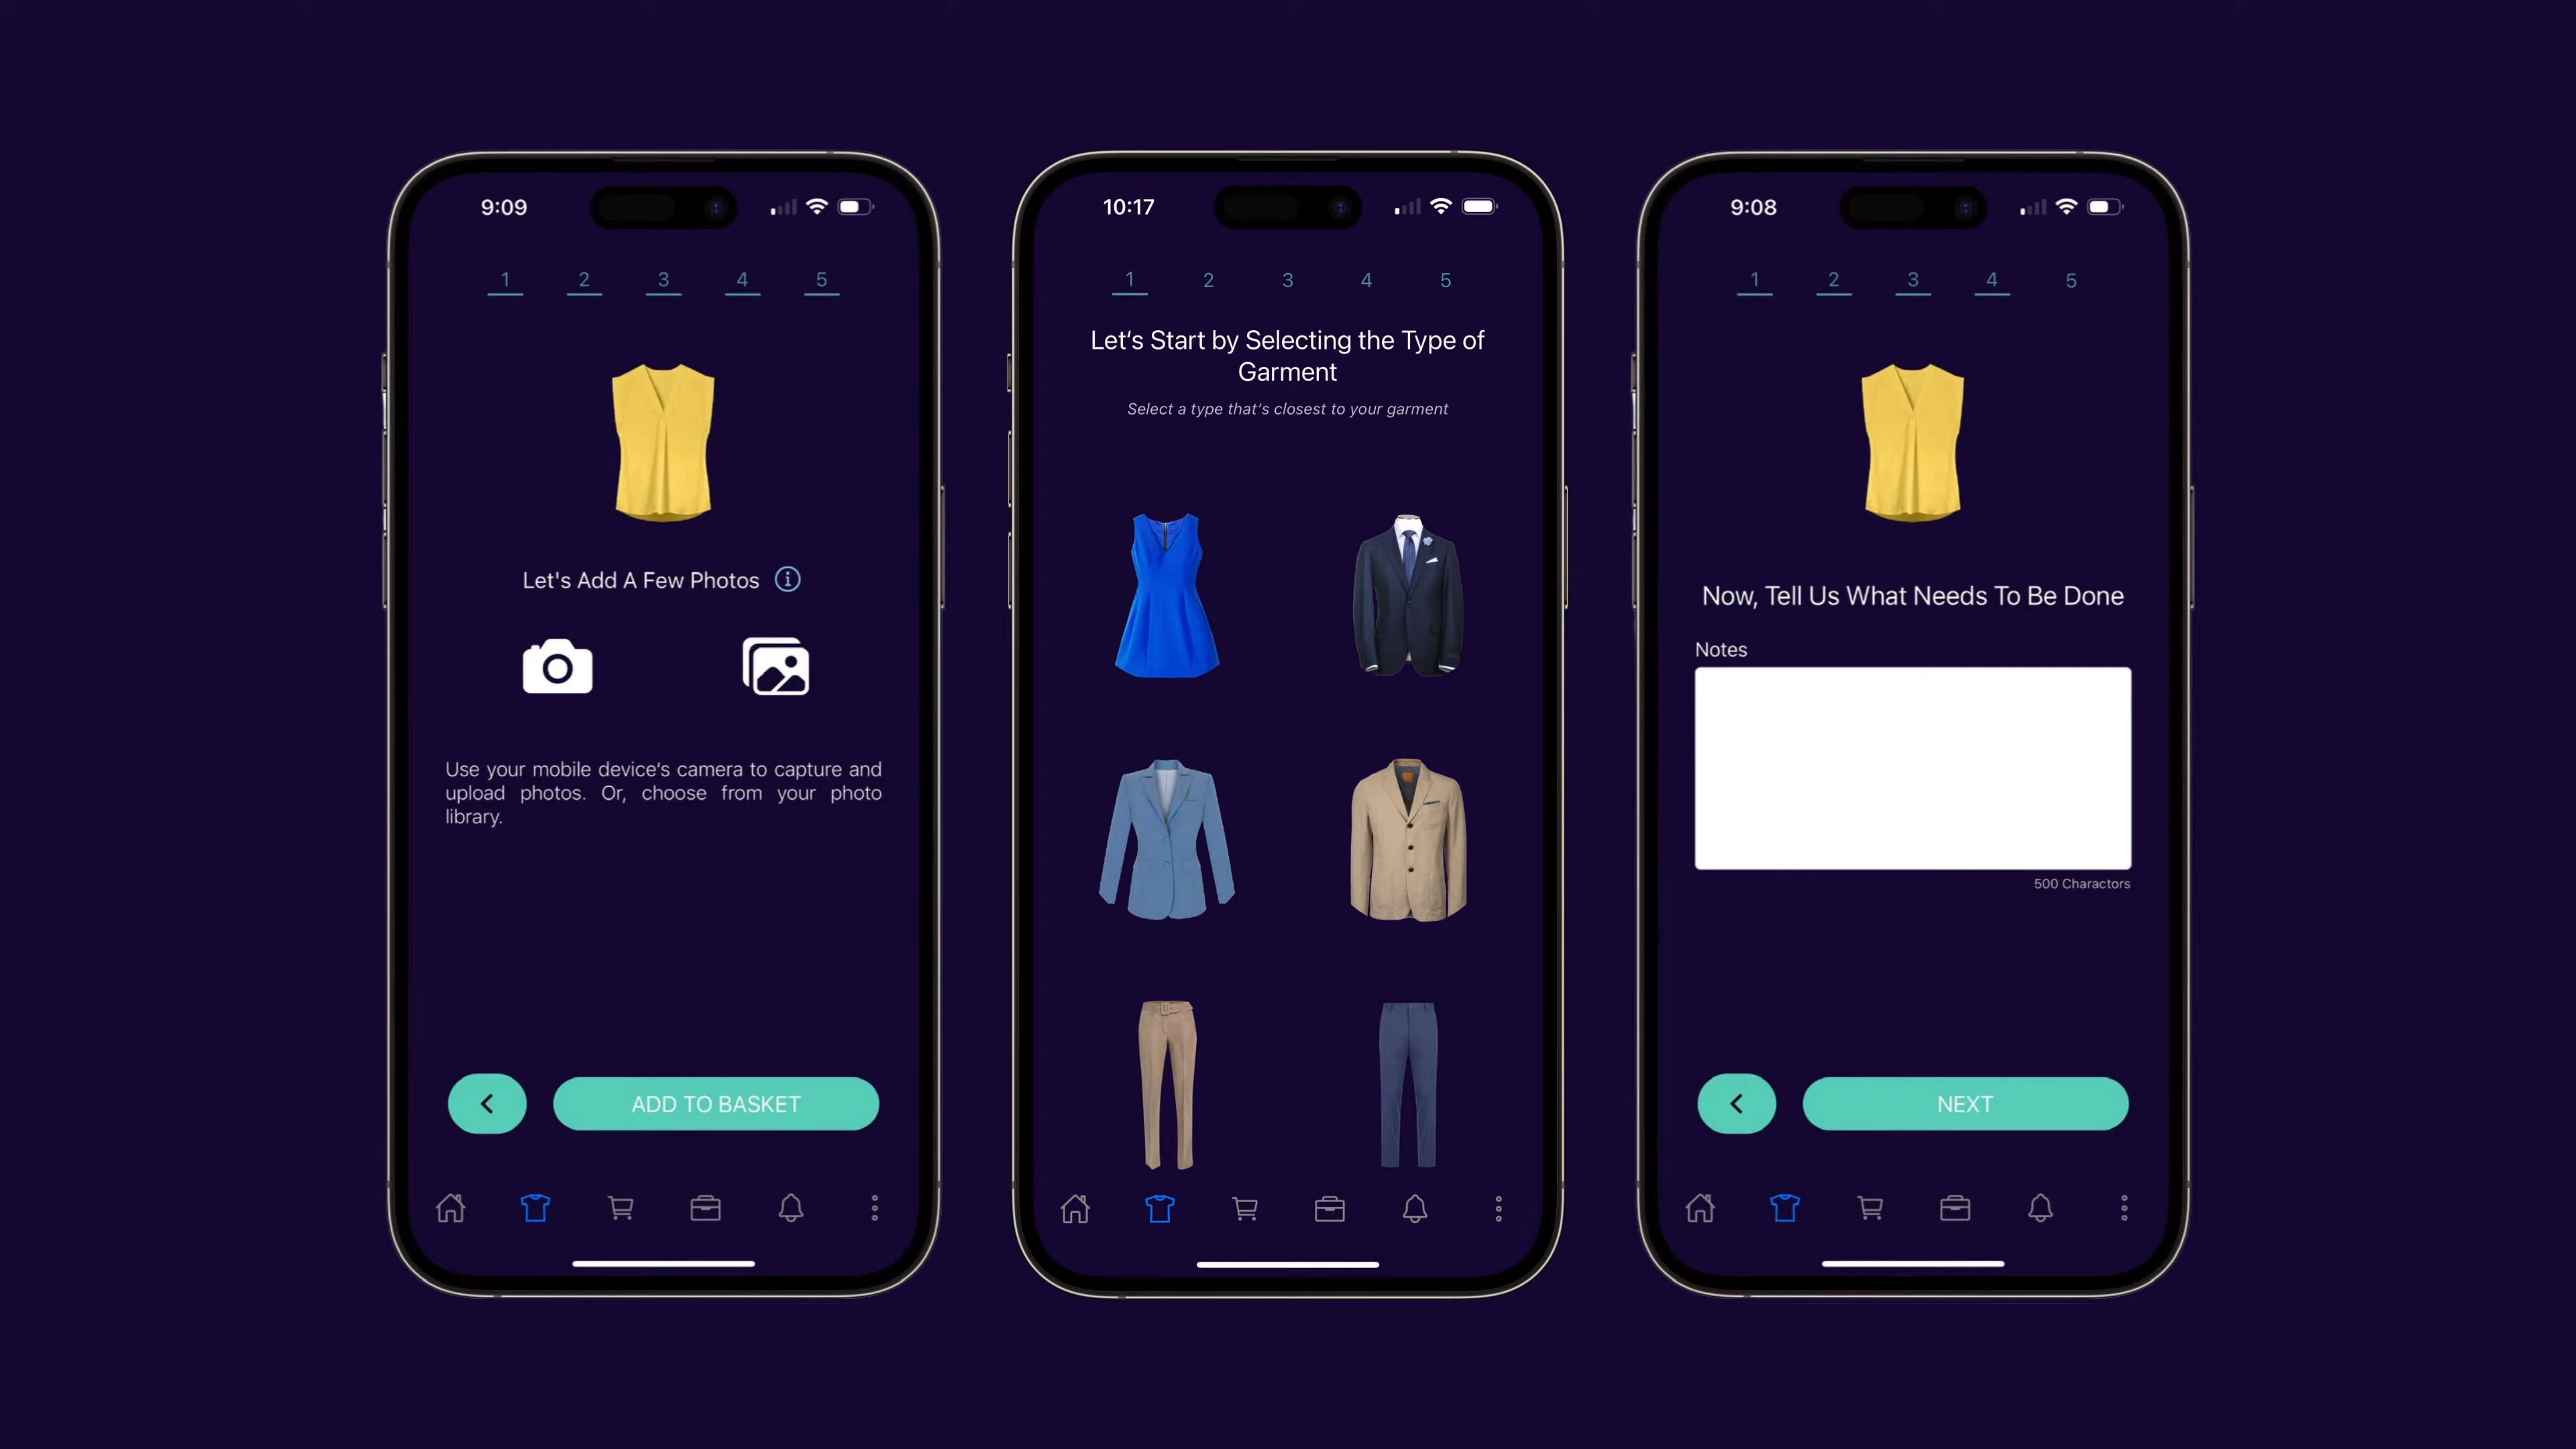 9:09
1 2 3 4 5
Let's Add A Few Photos
Use your mobile device‘s camera to capture and
upload photos. Or, choose from your photo
library.
ADD TO BASKET
10:17
1 2 3 4 5
Let‘s Start by Selecting the Type of
Garment
Select a type that‘s closest to your garment
9:08
1 2 3 4 5
Now, Tell Us What Needs To Be Done
Notes
500 Charactors
NEXT